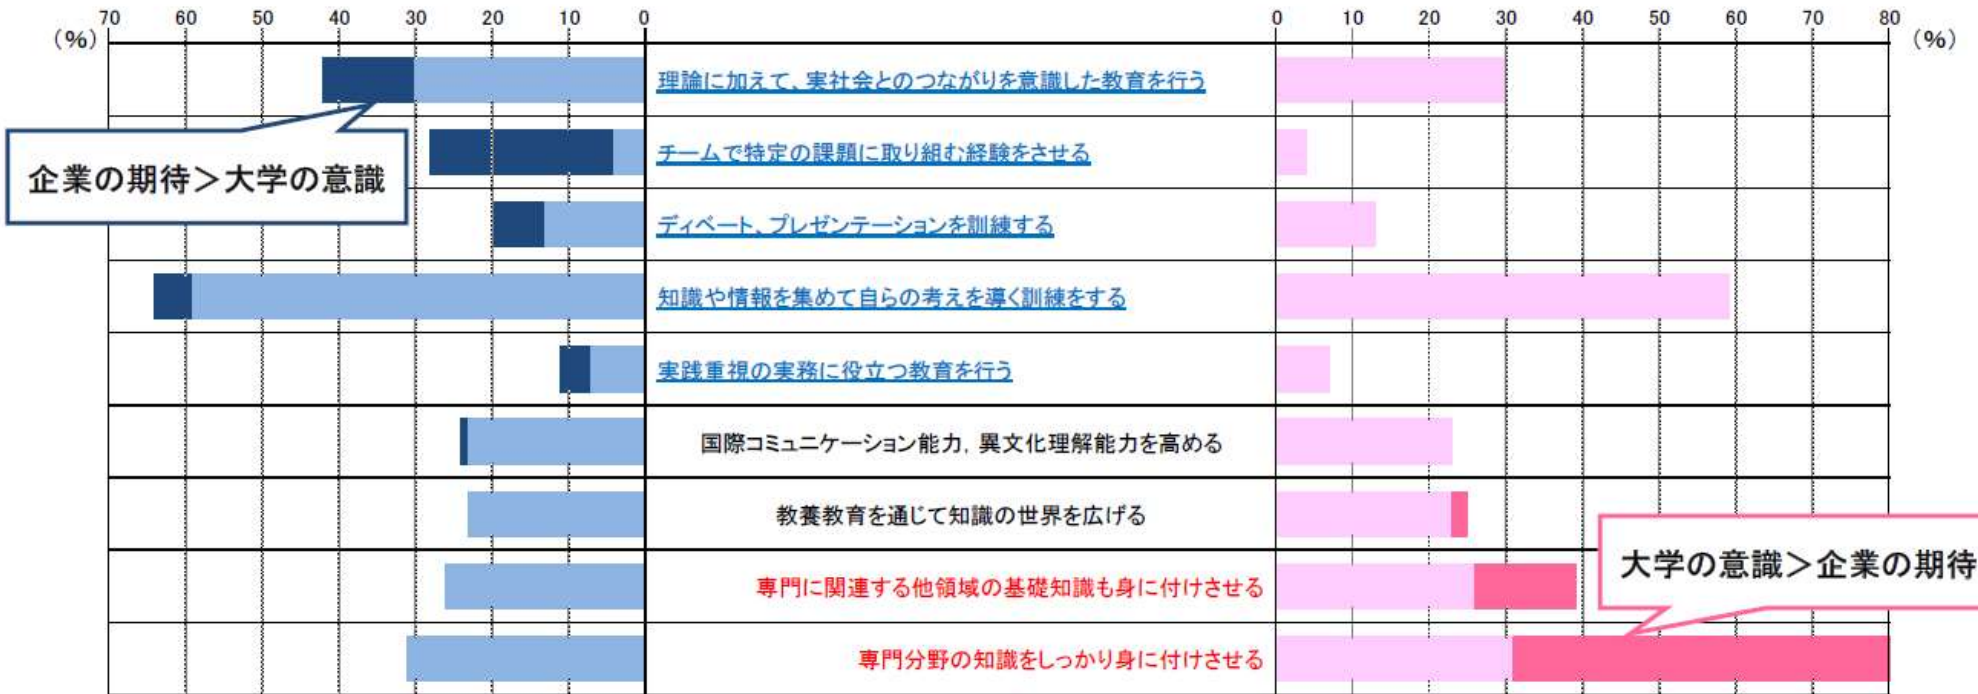 70 60 50 40 30 20 10 0
0 10 20 30 40 50 60 70 80
(%)
(%)
理論に加えて、実社会とのつながりを意識した教育を行う
チームで特定の課題に取り組む経験をさせる
企業の期待＞大学の意識
ディベート、プレゼンテーションを訓練する
知識や情報を集めて自らの考えを導く訓練をする
実践重視の実務に役立つ教育を行う
国際コミュニケーション能力, 異文化理解能力を高める
教養教育を通じて知識の世界を広げる
大学の意識＞企業の期待
専門に関連する他領域の基礎知識も身に付けさせる
専門分野の知識をしっかり身に付けさせる